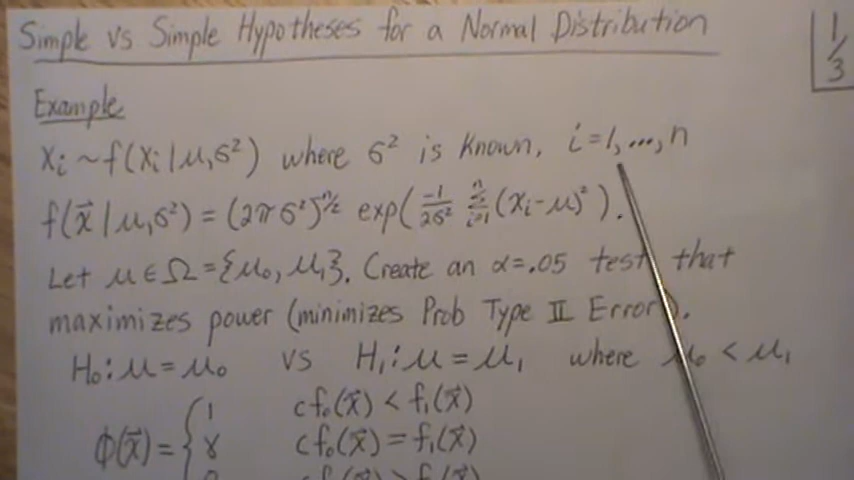 Simple vs Simple Hypotheses for a Normal Distribution
1/3
Example
Xi ~ f(Xi | μ, σ²) where σ² is known, i=1,...,n
f(x⃗ | μ, σ²) = (2πσ²)^n/2 exp(-1/2σ² Σ_{i=1}^{n} (xi-μ)²).
Let μ ∈ Ω = {μ₀, μ₁}. Create an α=.05 test that
maximizes power (minimizes Prob Type II Error).
H₀: μ = μ₀ vs H₁: μ = μ₁ where μ₀ < μ₁
ϕ(x⃗) = { 1 cf₀(x⃗) < f₁(x⃗)
γ cf₀(x⃗) = f₁(x⃗)